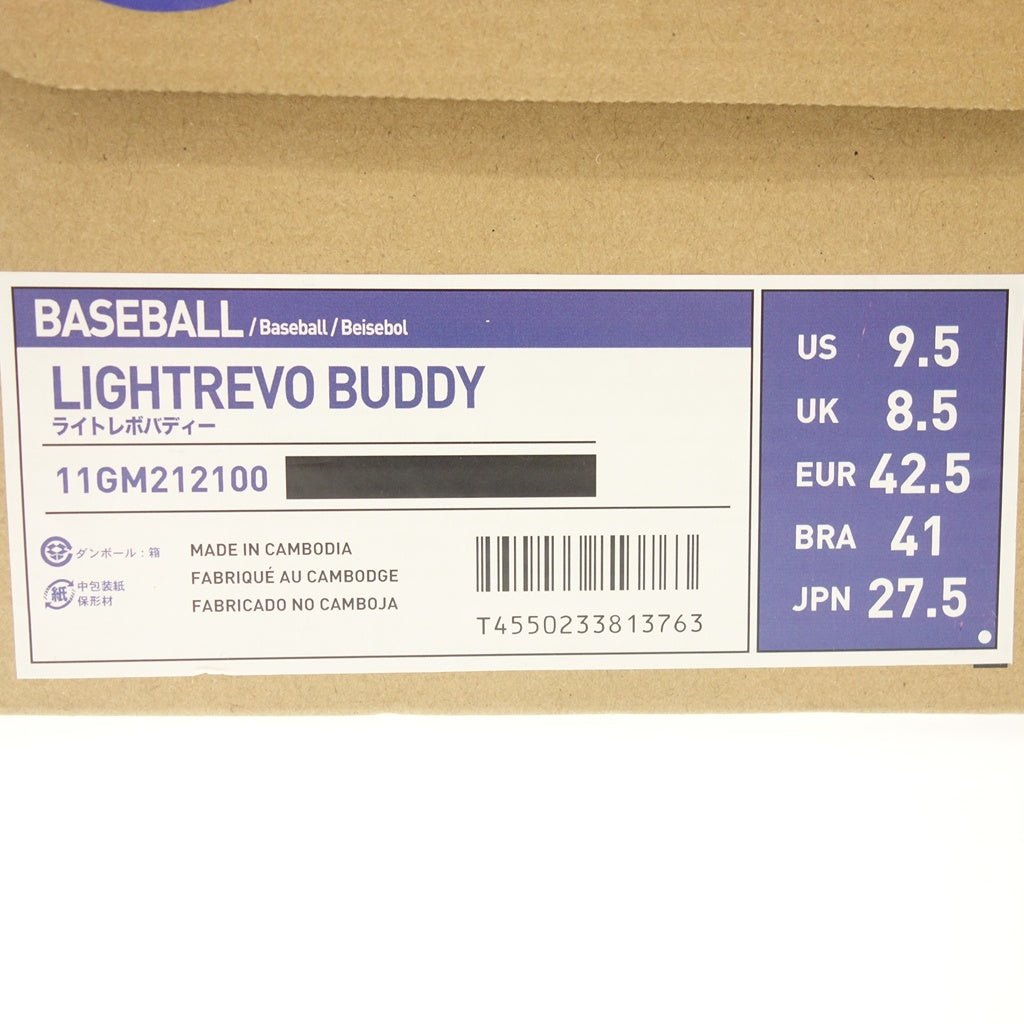 BASEBALL /Baseball/Beisebol
LIGHTREVO BUDDY
ライトレボバディー
11GM212100
ダンボール：箱
紙
中包装紙
保形材
MADE IN CAMBODIA
FABRIQUÉ AU CAMBODGE
FABRICADO NO CAMBOJA
T4550233813763
US 9.5
UK 8.5
EUR 42.5
BRA 41
JPN 27.5